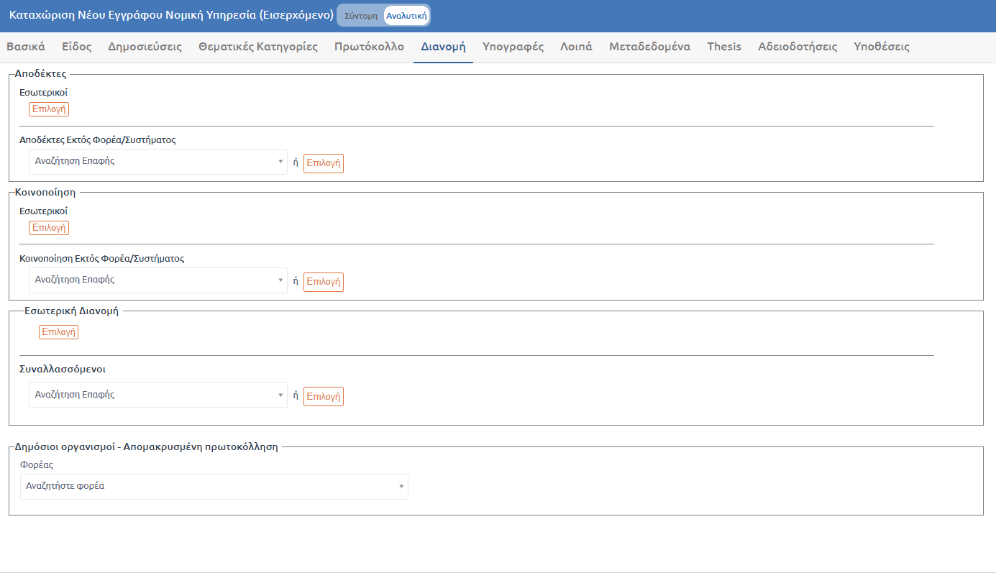 Καταχώριση Νέου Εγγράφου Νομική Υπηρεσία (Εισερχόμενο) Σύντομη Αναλυτική
Βασικά Είδος Δημοσιεύσεις Θεματικές Κατηγορίες Πρωτόκολλο Διανομή Υπογραφές Λοιπά Μεταδεδομένα Thesis Αδειοδοτήσεις Υποθέσεις
Αποδέκτες
Εσωτερικοί
Επιλογή
Αποδέκτες Εκτός Φορέα/Συστήματος
Αναζήτηση Επαφής ή Επιλογή
Κοινοποίηση
Εσωτερικοί
Επιλογή
Κοινοποίηση Εκτός Φορέα/Συστήματος
Αναζήτηση Επαφής ή Επιλογή
Εσωτερική Διανομή
Επιλογή
Συναλλασσόμενοι
Αναζήτηση Επαφής ή Επιλογή
Δημόσιοι οργανισμοί - Απομακρυσμένη πρωτοκόλληση
Φορέας
Αναζητήστε φορέα